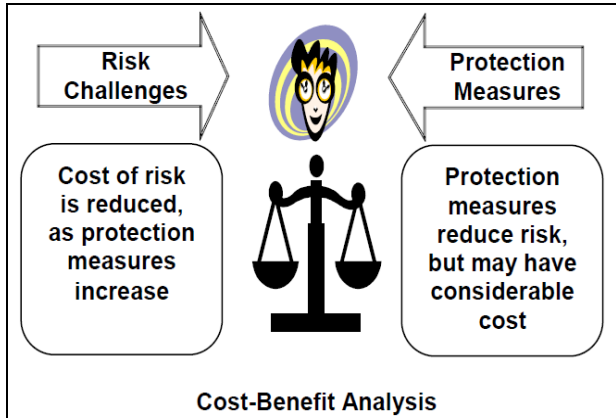 Risk
Challenges
Protection
Measures
Cost of risk
is reduced,
as protection
measures
increase
Protection
measures
reduce risk,
but may have
considerable
cost
Cost-Benefit Analysis